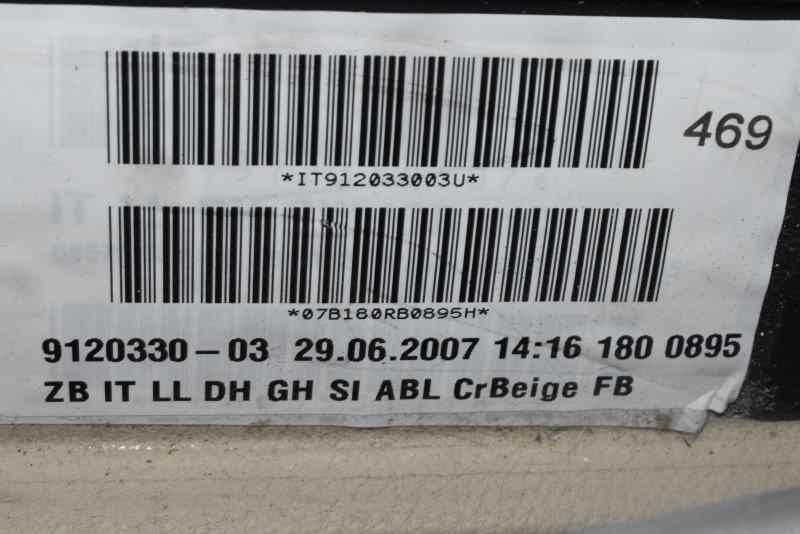 469
*IT912033003U*
*07B180RB0895H*
9120330-03 29.06.2007 14:16 180 0895
ZB IT LL DH GH SI ABL CrBeige FB